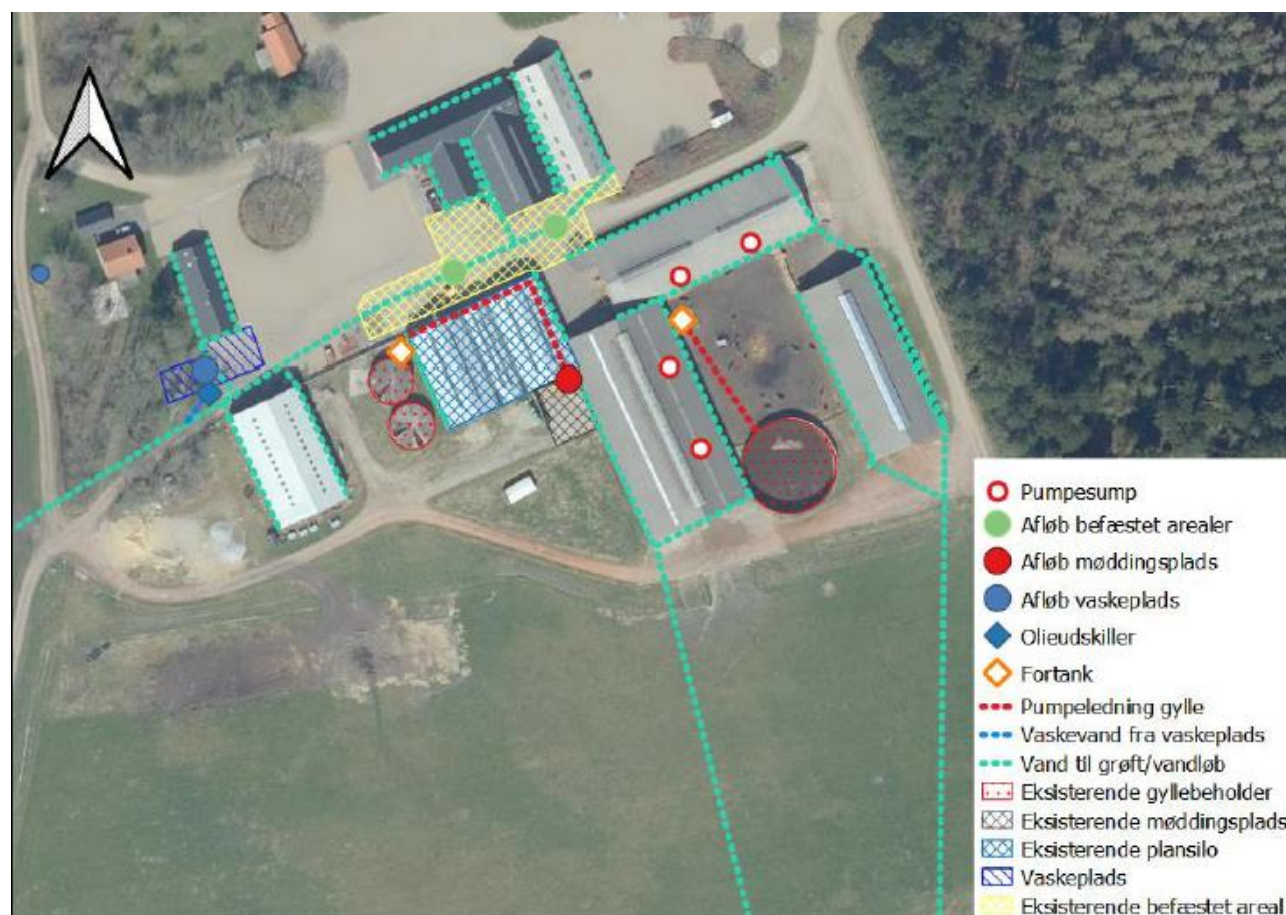 Pumpesump
Afløb befæstet arealer
Afløb møddingsplads
Afløb vaskeplads
Olieudskiller
Fortank
Pumpeledning gylle
Vaskevand fra vaskeplads
Vand til grøft/vandløb
Eksisterende gyllebeholder
Eksisterende møddingsplads
Eksisterende plansilo
Vaskeplads
Eksisterende befæstet areal